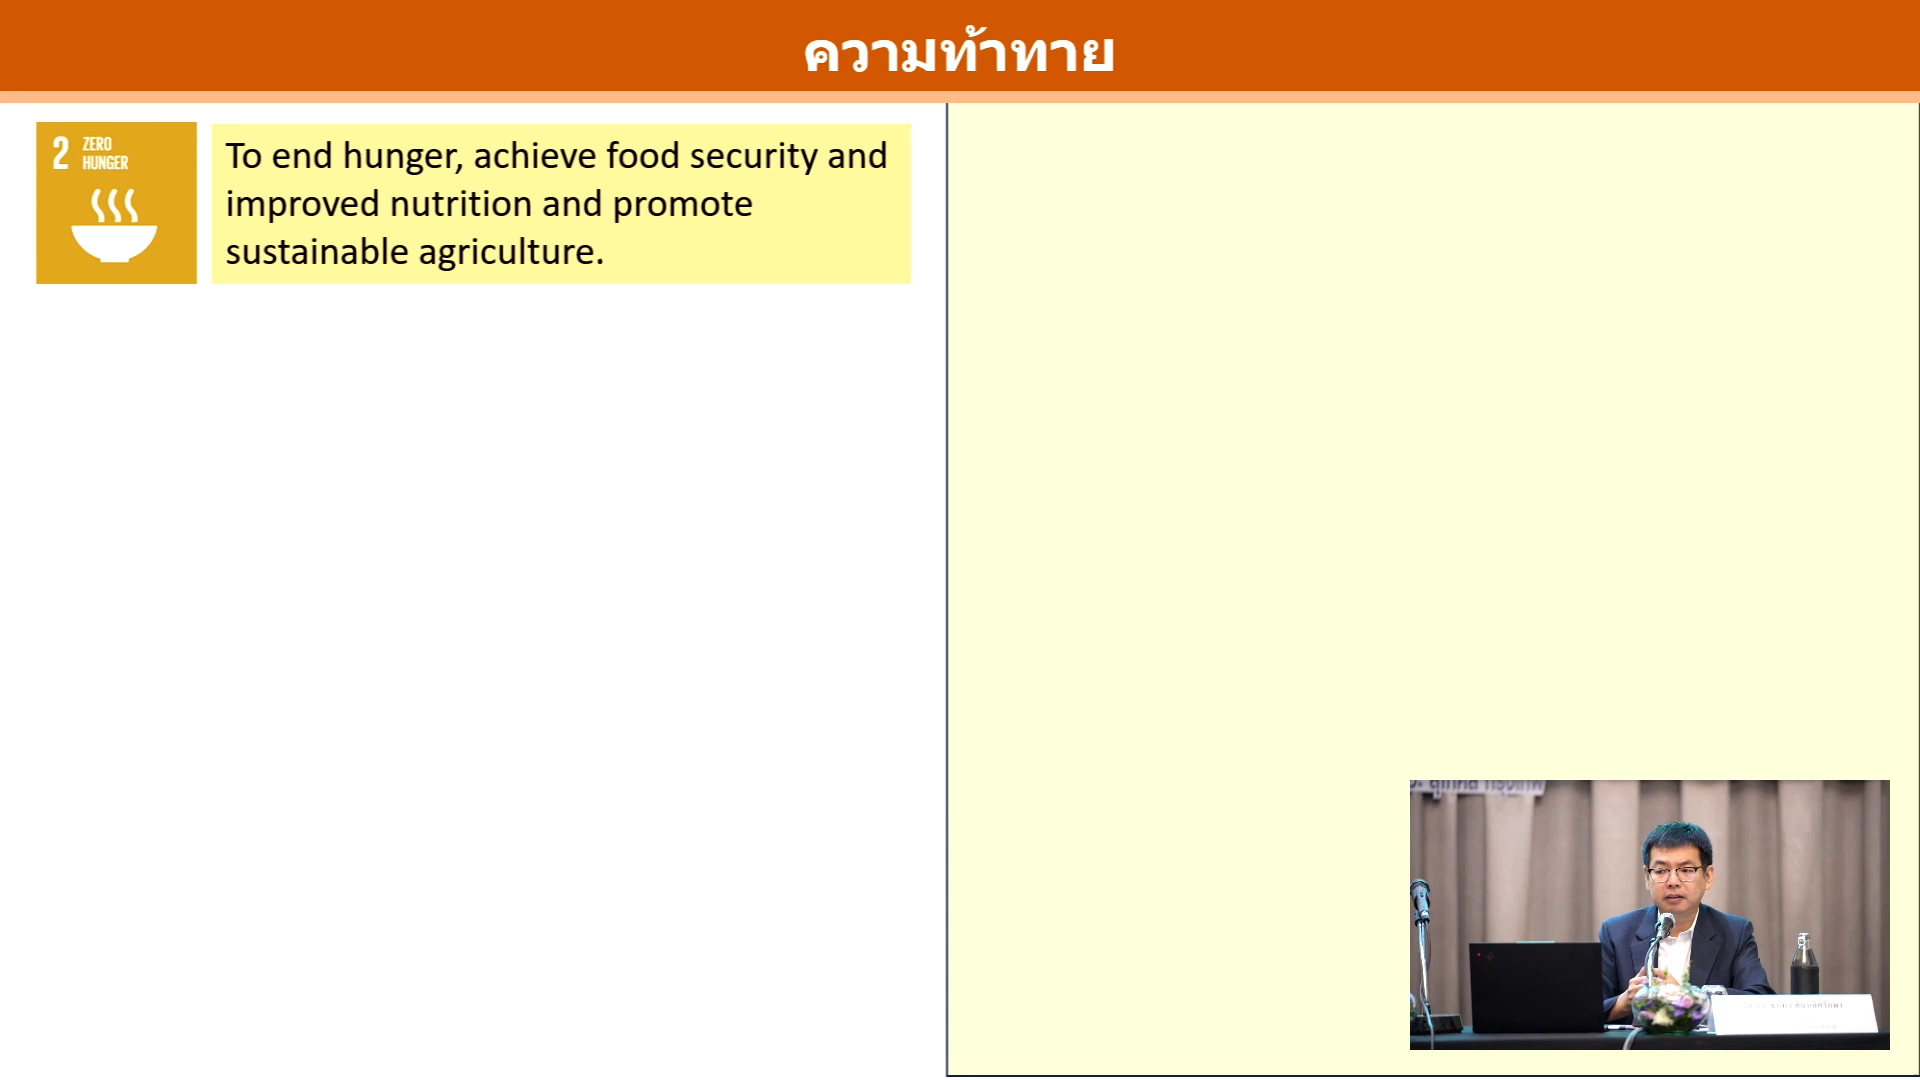 ความท้าทาย
2 ZERO
HUNGER
To end hunger, achieve food security and
improved nutrition and promote
sustainable agriculture.